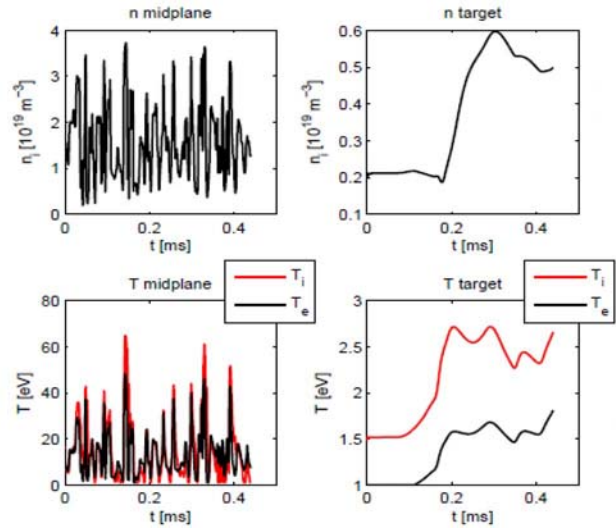 n midplane
n target
4
3
2
1
0
n_i [10^19 m^-3]
0 0.2 0.4
t [ms]
0.6
0.5
0.4
0.3
0.2
0.1
n_i [10^19 m^-3]
0 0.2 0.4
t [ms]
T midplane
T_i
T_e
80
60
40
20
0
T [eV]
0 0.2 0.4
t [ms]
T target
T_i
T_e
3
2.5
2
1.5
1
T [eV]
0 0.2 0.4
t [ms]